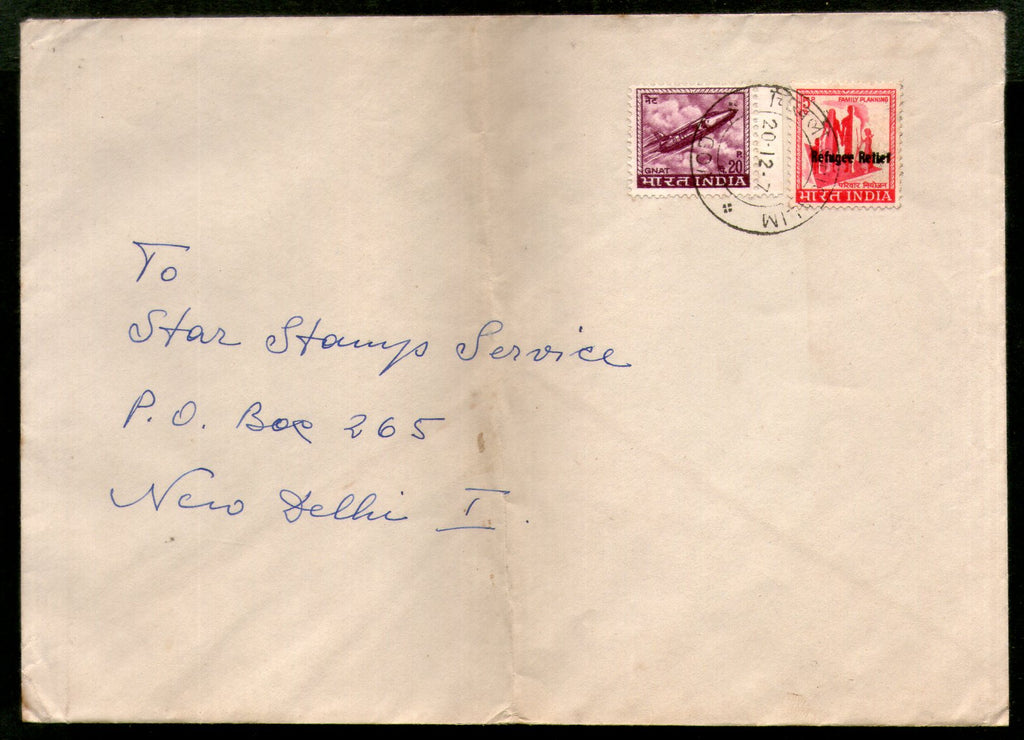 नेट
GNAT
P
20
भारत INDIA
20-12-7
LIM
5 P
FAMILY PLANNING
Refugee Relief
परिवार नियोजन
भारत INDIA
To
Star Stamps Service
P. O. Box 265
New Delhi I.